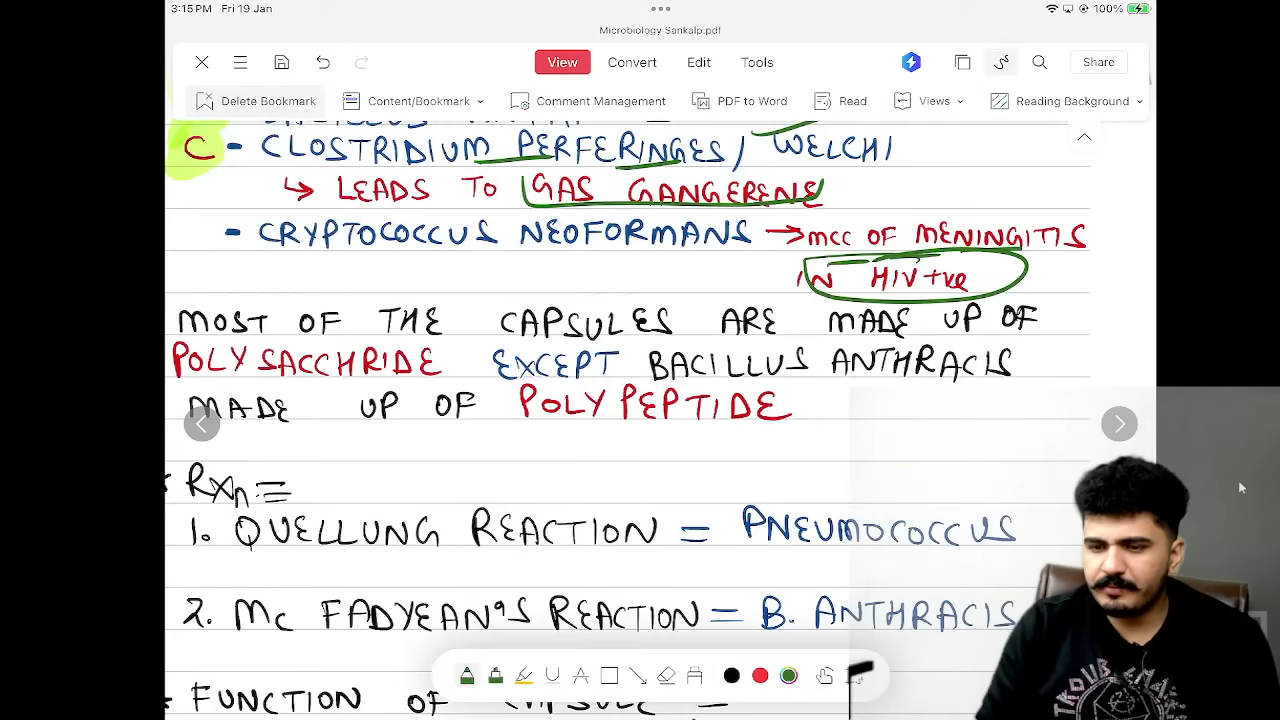 3:15 PM Fri 19 Jan
100%
Microbiology Sankalp.pdf
View Convert Edit Tools Share
Delete Bookmark Content/Bookmark Comment Management PDF to Word Read Views Reading Background
C - CLOSTRIDIUM PERFERINGES / WELCHI
↳ LEADS TO GAS GANGERENE
- CRYPTOCOCCUS NEOFORMANS → MCC OF MENINGITIS
IN HIV+ve
MOST OF THE CAPSULES ARE MADE UP OF
POLYSACCHRIDE EXCEPT BACILLUS ANTHRACIS
MADE UP OF POLYPEPTIDE
Rxn :=
1. QUELLUNG REACTION = PNEUMOCOCCUS
2. Mc FADYEAN'S REACTION = B. ANTHRACIS
FUNCTION OF CAPSULE =